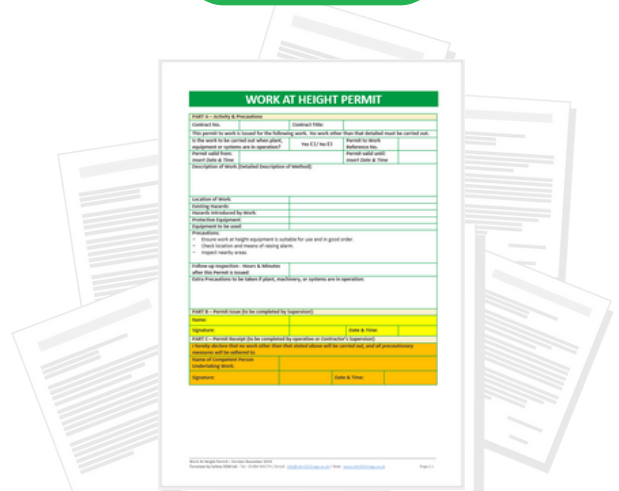 WORK AT HEIGHT PERMIT
PART A – Activity & Precautions
Contract No. Contract Title:
This permit to work is issued for the following work. No work other than that detailed must be carried out.
Is the work to be carried out when plant, equipment or systems are in operation? Yes / No Permit to Work Reference No.
Permit valid from: Insert Date & Time Permit valid until: Insert Date & Time
Description of Work (Detailed Description of Method):
Location of Work:
Existing Hazards:
Hazards Introduced by Work:
Protective Equipment:
Equipment to be used:
Precautions:
- Ensure work at height equipment is suitable for use and in good order.
- Check location and means of raising alarm.
- Inspect nearby areas.
Follow-up Inspection - Hours & Minutes
after this Permit is issued:
Extra Precautions to be taken if plant, machinery, or systems are in operation.
PART B – Permit Issue (to be completed by Supervisor)
Name:
Signature: Date & Time:
PART C – Permit Receipt (to be completed by operative or Contractor's Supervisor)
I hereby declare that no work other than that stated above will be carried out, and all precautionary
measures will be adhered to
Name of Competent Person
Undertaking Work:
Signature: Date & Time:
Work At Height Permit – Version November 2020